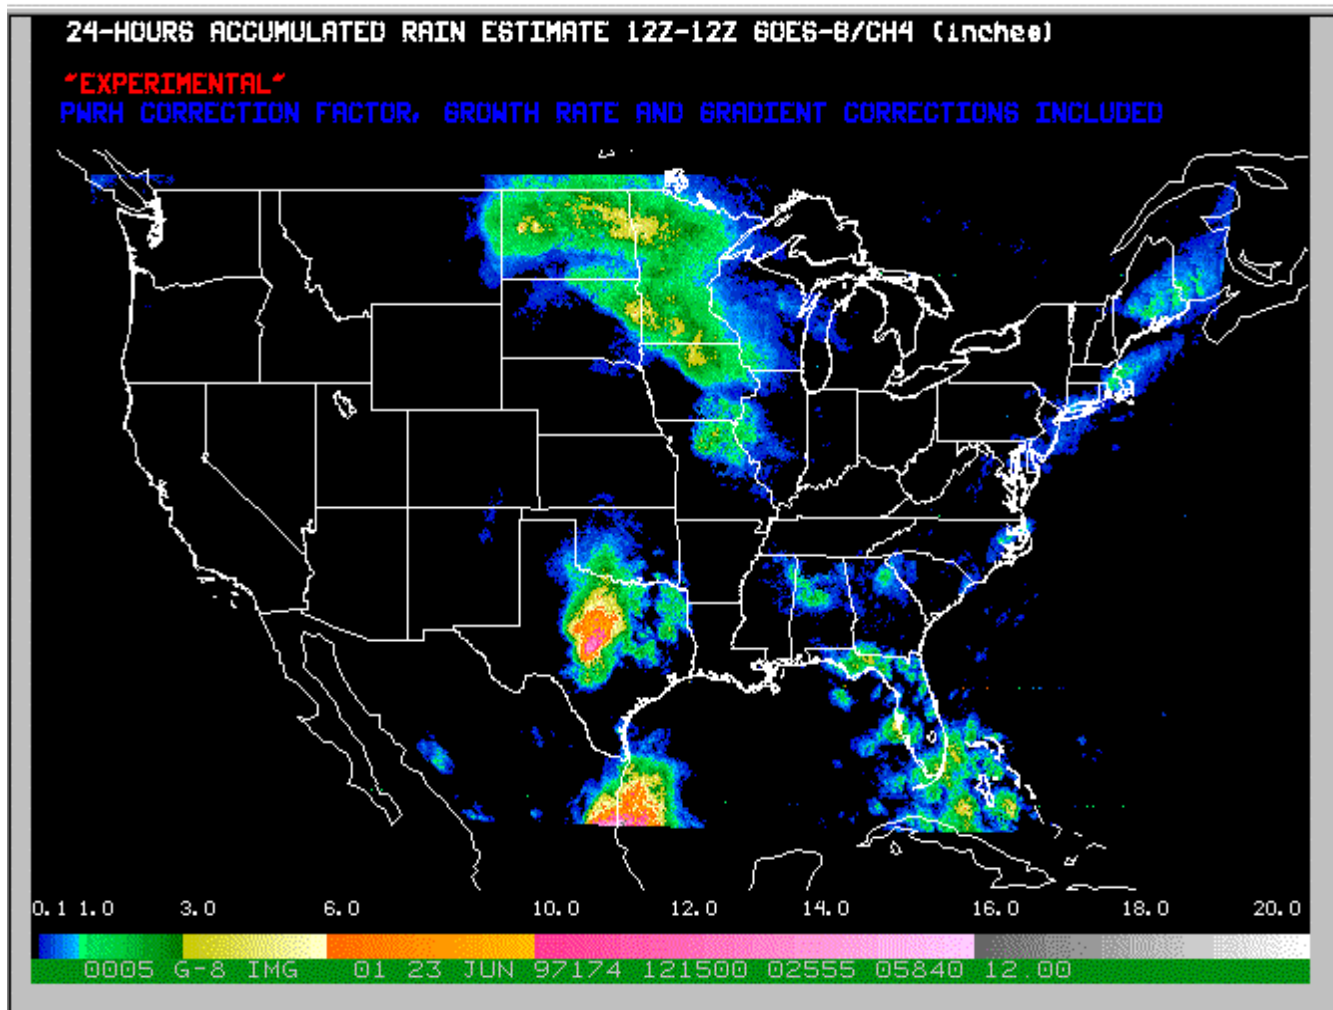 24-HOURS ACCUMULATED RAIN ESTIMATE 12Z-12Z GOES-8/CH4 (inches)
"EXPERIMENTAL"
PWRH CORRECTION FACTOR, GROWTH RATE AND GRADIENT CORRECTIONS INCLUDED
0.1 1.0 3.0 6.0 10.0 12.0 14.0 16.0 18.0 20.0
0005 G-8 IMG 01 23 JUN 97174 121500 02555 05840 12.00